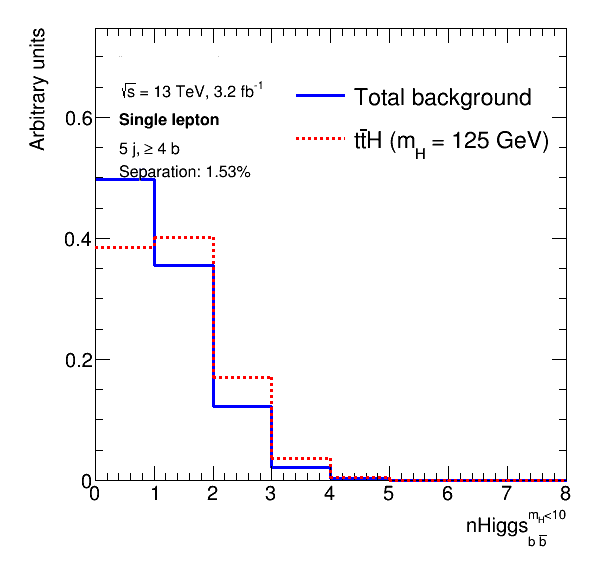 Arbitrary units
√s = 13 TeV, 3.2 fb⁻¹
Single lepton
5 j, ≥ 4 b
Separation: 1.53%
Total background
tt̄H (m_H = 125 GeV)
0.6
0.4
0.2
0
0 1 2 3 4 5 6 7 8
nHiggs_{b b̄}^{m_H<10}